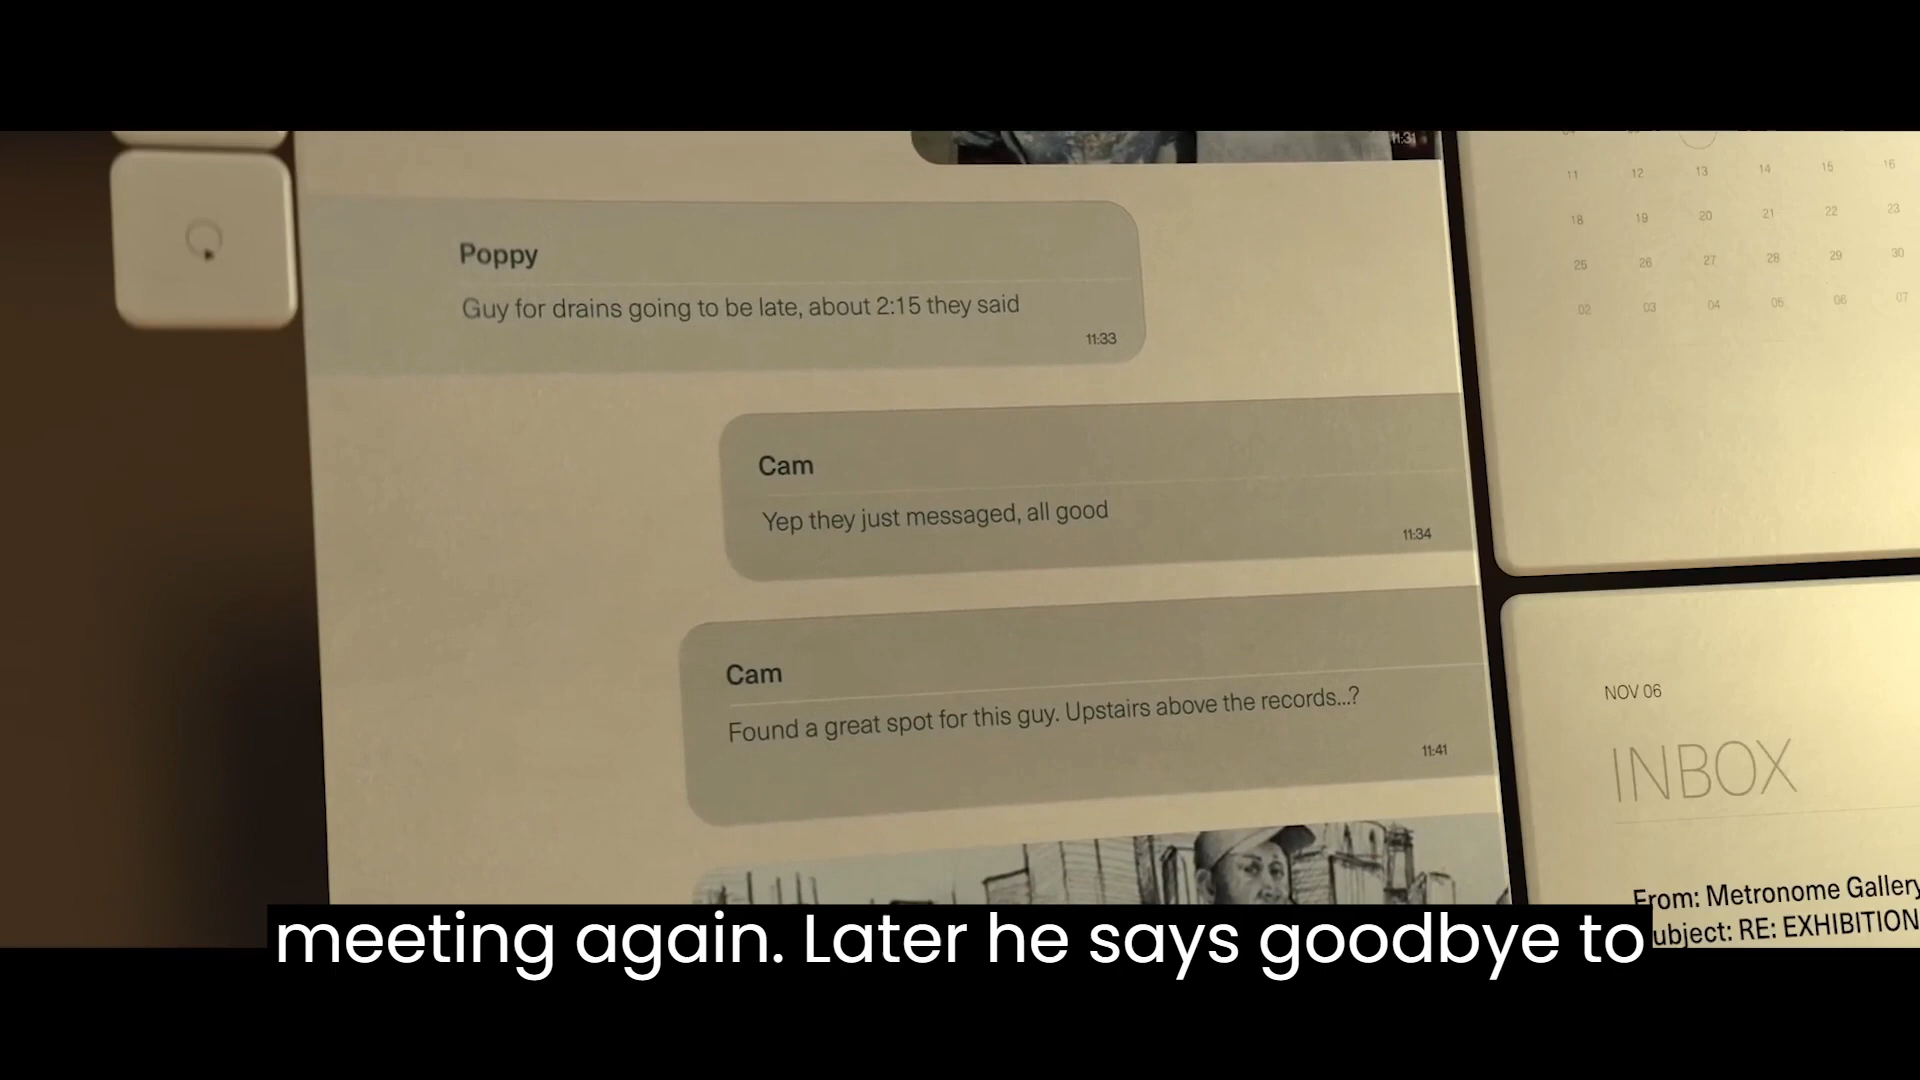 11:31
Poppy
Guy for drains going to be late, about 2:15 they said
11:33
Cam
Yep they just messaged, all good
11:34
Cam
Found a great spot for this guy. Upstairs above the records...?
11:41
11 12 13 14 15 16
18 19 20 21 22 23
25 26 27 28 29 30
02 03 04 05 06 07
NOV 06
INBOX
From: Metronome Gallery
ubject: RE: EXHIBITION
meeting again. Later he says goodbye to